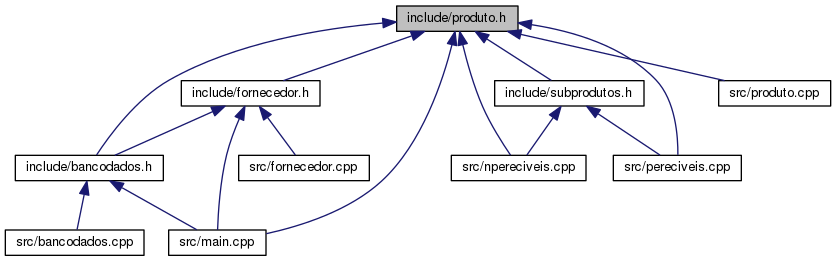 include/produto.h
include/fornecedor.h
include/subprodutos.h
src/produto.cpp
include/bancodados.h
src/fornecedor.cpp
src/npereciveis.cpp
src/pereciveis.cpp
src/bancodados.cpp
src/main.cpp